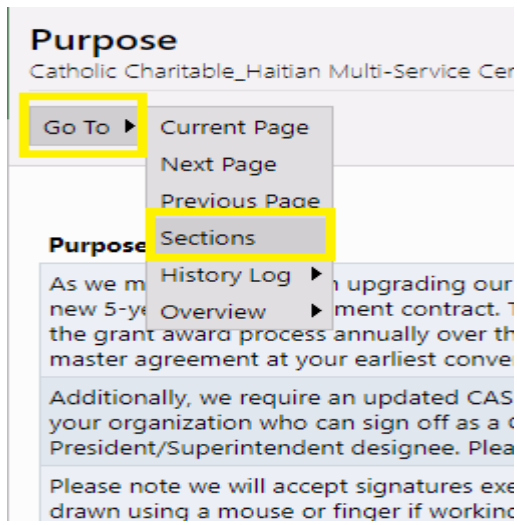 Purpose
Catholic Charitable_Haitian Multi-Service Cer
Go To
Current Page
Next Page
Previous Page
Sections
History Log
Overview
Purpose
As we m upgrading our
new 5-ye ment contract.
the grant award process annually over th
master agreement at your earliest conve
Additionally, we require an updated CAS
your organization who can sign off as a
President/Superintendent designee. Plea
Please note we will accept signatures exe
drawn using a mouse or finger if working